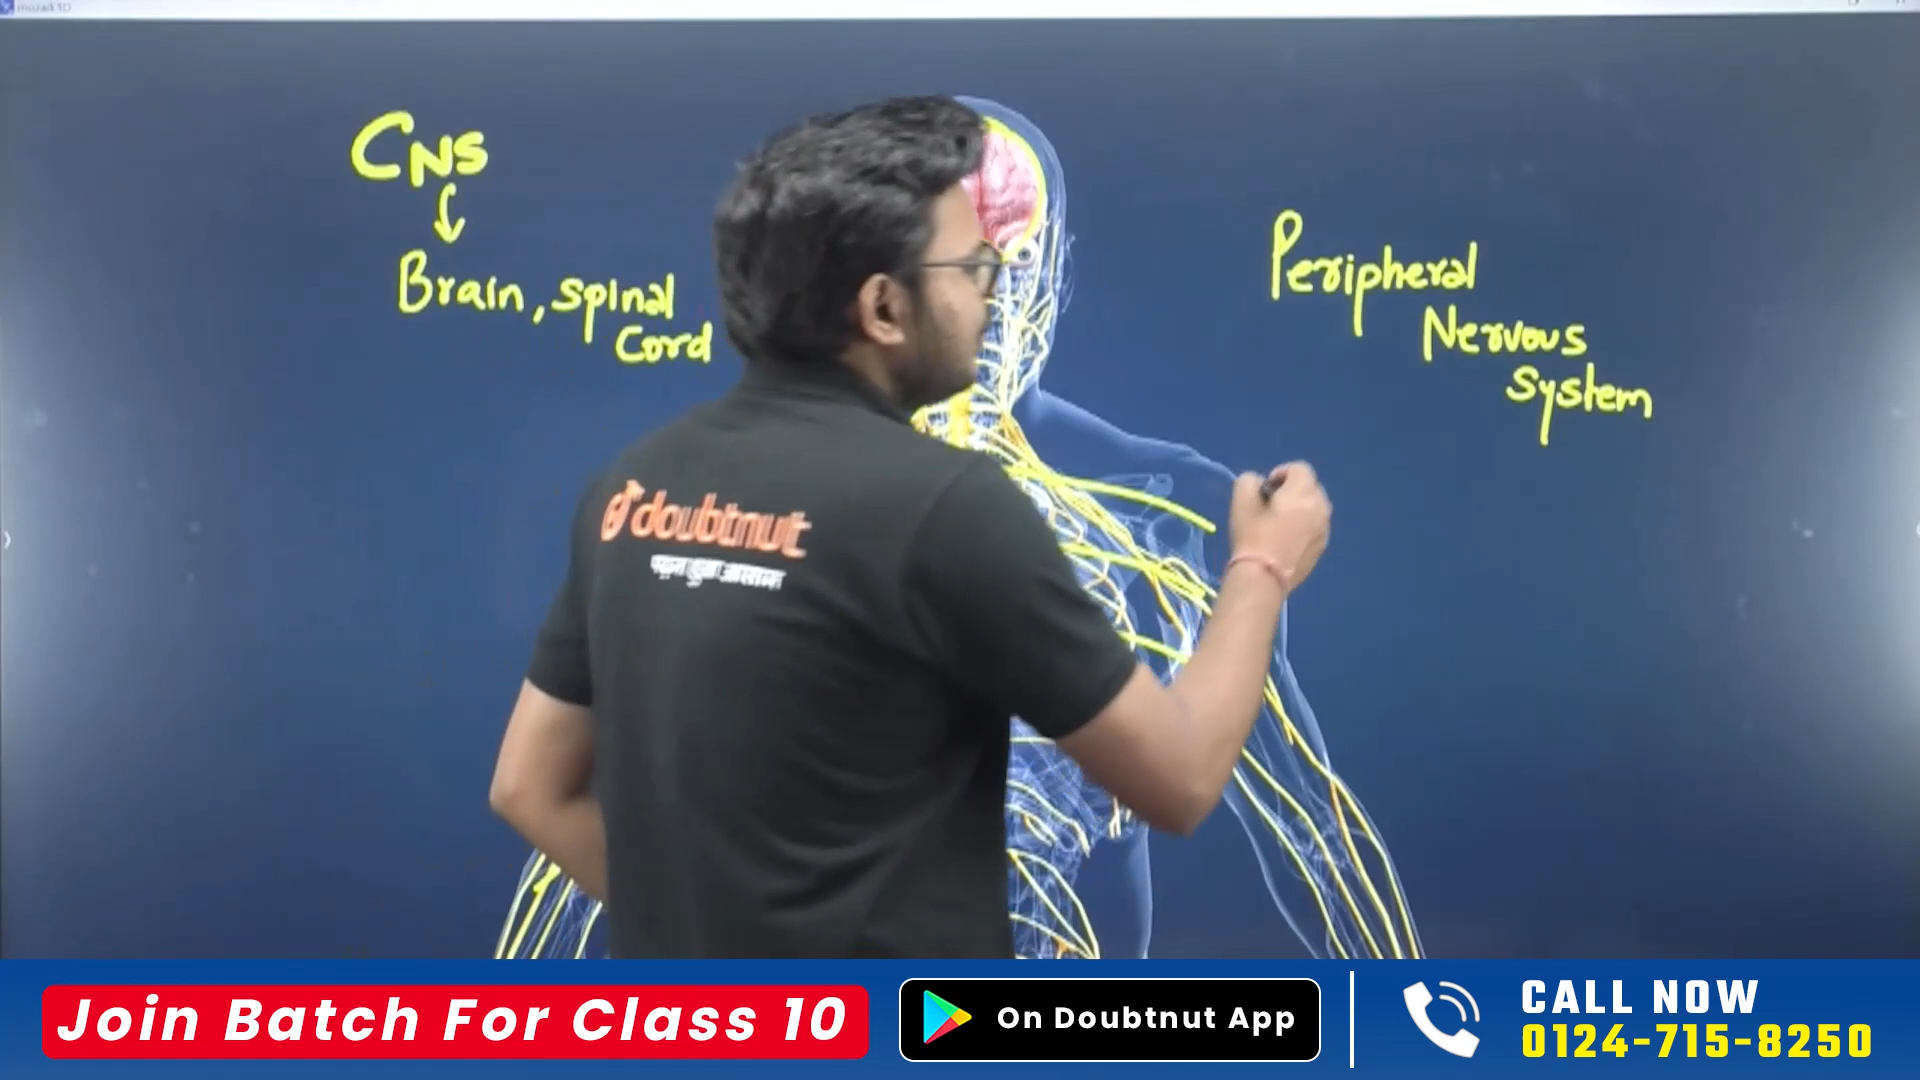 mozaik3D
CNS
Brain, spinal
Cord
Peripheral
Nervous
System
doubtnut
Join Batch For Class 10
On Doubtnut App
CALL NOW
0124-715-8250